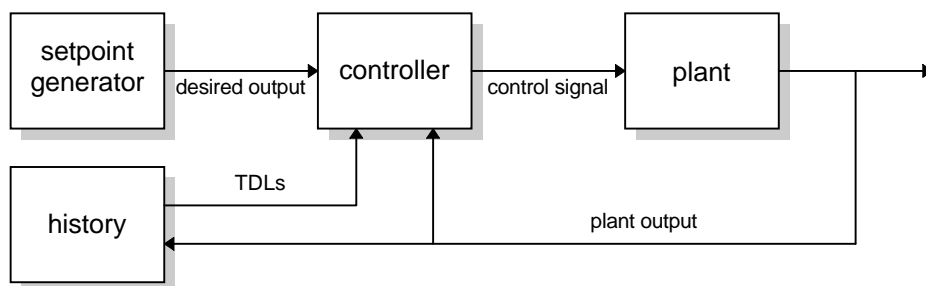 setpoint
generator
desired output
controller
control signal
plant
history
TDLs
plant output